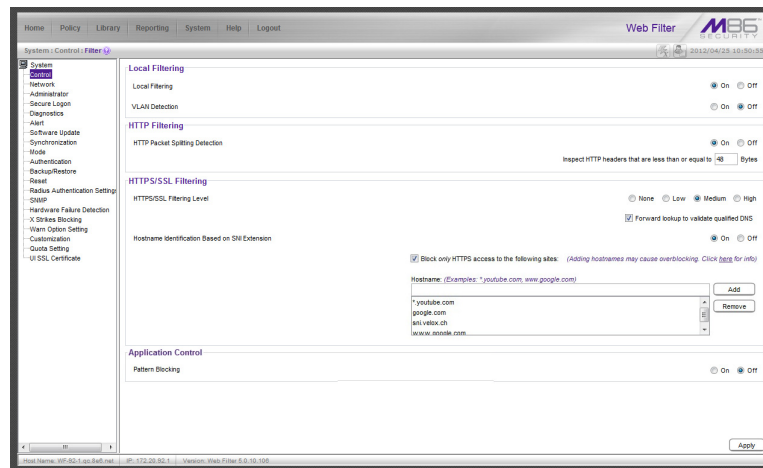 Home Policy Library Reporting System Help Logout Web Filter M86 SECURITY
System : Control : Filter 2012/04/25 10:50:55
System
Control
Network
Administrator
Secure Logon
Diagnostics
Alert
Software Update
Synchronization
Mode
Authentication
Backup/Restore
Reset
Radius Authentication Settings
SNMP
Hardware Failure Detection
X Strikes Blocking
Warn Option Setting
Customization
Quota Setting
UI SSL Certificate
Local Filtering
Local Filtering On Off
VLAN Detection On Off
HTTP Filtering
HTTP Packet Splitting Detection On Off
Inspect HTTP headers that are less than or equal to 48 Bytes
HTTPS/SSL Filtering
HTTPS/SSL Filtering Level None Low Medium High
Forward lookup to validate qualified DNS
Hostname Identification Based on SNI Extension On Off
Block only HTTPS access to the following sites: (Adding hostnames may cause overblocking. Click here for info)
Hostname: (Examples: *.youtube.com, www.google.com)
Add
*.youtube.com
google.com
sni.velox.ch
www.google.com
Remove
Application Control
Pattern Blocking On Off
Apply
Host Name: WF-92-1.qc.8e6.net IP: 172.20.92.1 Version: Web Filter 5.0.10.106